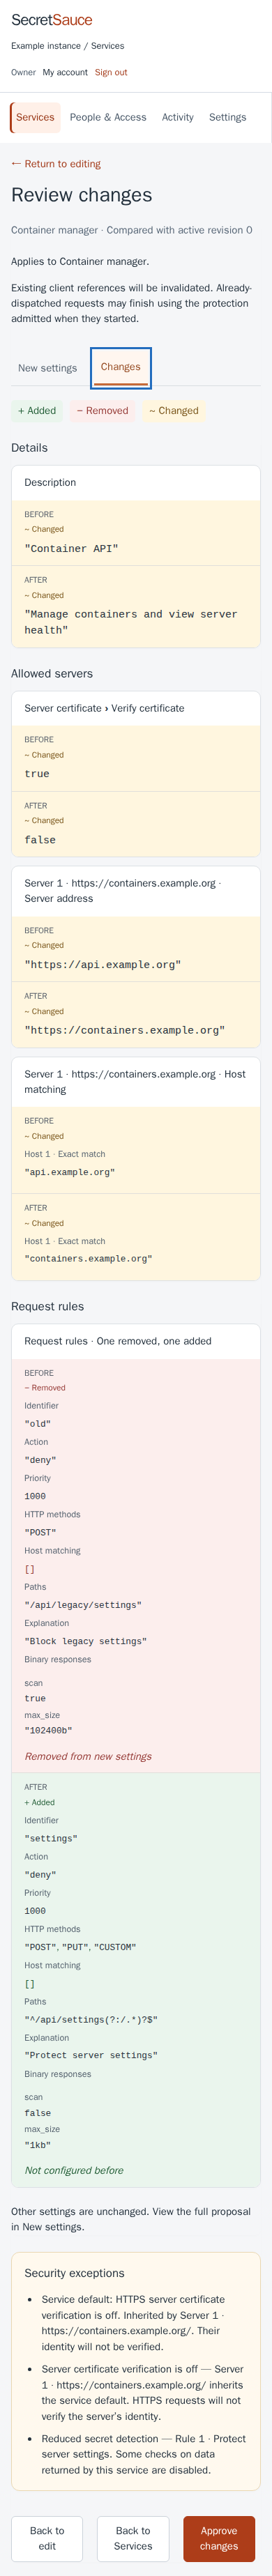 SecretSauce
Example instance / Services
Owner My account Sign out
Services People & Access Activity Settings
← Return to editing
Review changes
Container manager · Compared with active revision 0
Applies to Container manager.
Existing client references will be invalidated. Already-
dispatched requests may finish using the protection
admitted when they started.
New settings Changes
+ Added − Removed ~ Changed
Details
Description
BEFORE
~ Changed
"Container API"
AFTER
~ Changed
"Manage containers and view server
health"
Allowed servers
Server certificate › Verify certificate
BEFORE
~ Changed
true
AFTER
~ Changed
false
Server 1 · https://containers.example.org ·
Server address
BEFORE
~ Changed
"https://api.example.org"
AFTER
~ Changed
"https://containers.example.org"
Server 1 · https://containers.example.org · Host
matching
BEFORE
~ Changed
Host 1 · Exact match
"api.example.org"
AFTER
~ Changed
Host 1 · Exact match
"containers.example.org"
Request rules
Request rules · One removed, one added
BEFORE
− Removed
Identifier
"old"
Action
"deny"
Priority
1000
HTTP methods
"POST"
Host matching
[]
Paths
"/api/legacy/settings"
Explanation
"Block legacy settings"
Binary responses
scan
true
max_size
"102400b"
Removed from new settings
AFTER
+ Added
Identifier
"settings"
Action
"deny"
Priority
1000
HTTP methods
"POST", "PUT", "CUSTOM"
Host matching
[]
Paths
"^/api/settings(?:/.*)?$"
Explanation
"Protect server settings"
Binary responses
scan
false
max_size
"1kb"
Not configured before
Other settings are unchanged. View the full proposal
in New settings.
Security exceptions
• Service default: HTTPS server certificate
verification is off. Inherited by Server 1 ·
https://containers.example.org/. Their
identity will not be verified.
• Server certificate verification is off — Server
1 · https://containers.example.org/ inherits
the service default. HTTPS requests will not
verify the server's identity.
• Reduced secret detection — Rule 1 · Protect
server settings. Some checks on data
returned by this service are disabled.
Back to
edit
Back to
Services
Approve
changes